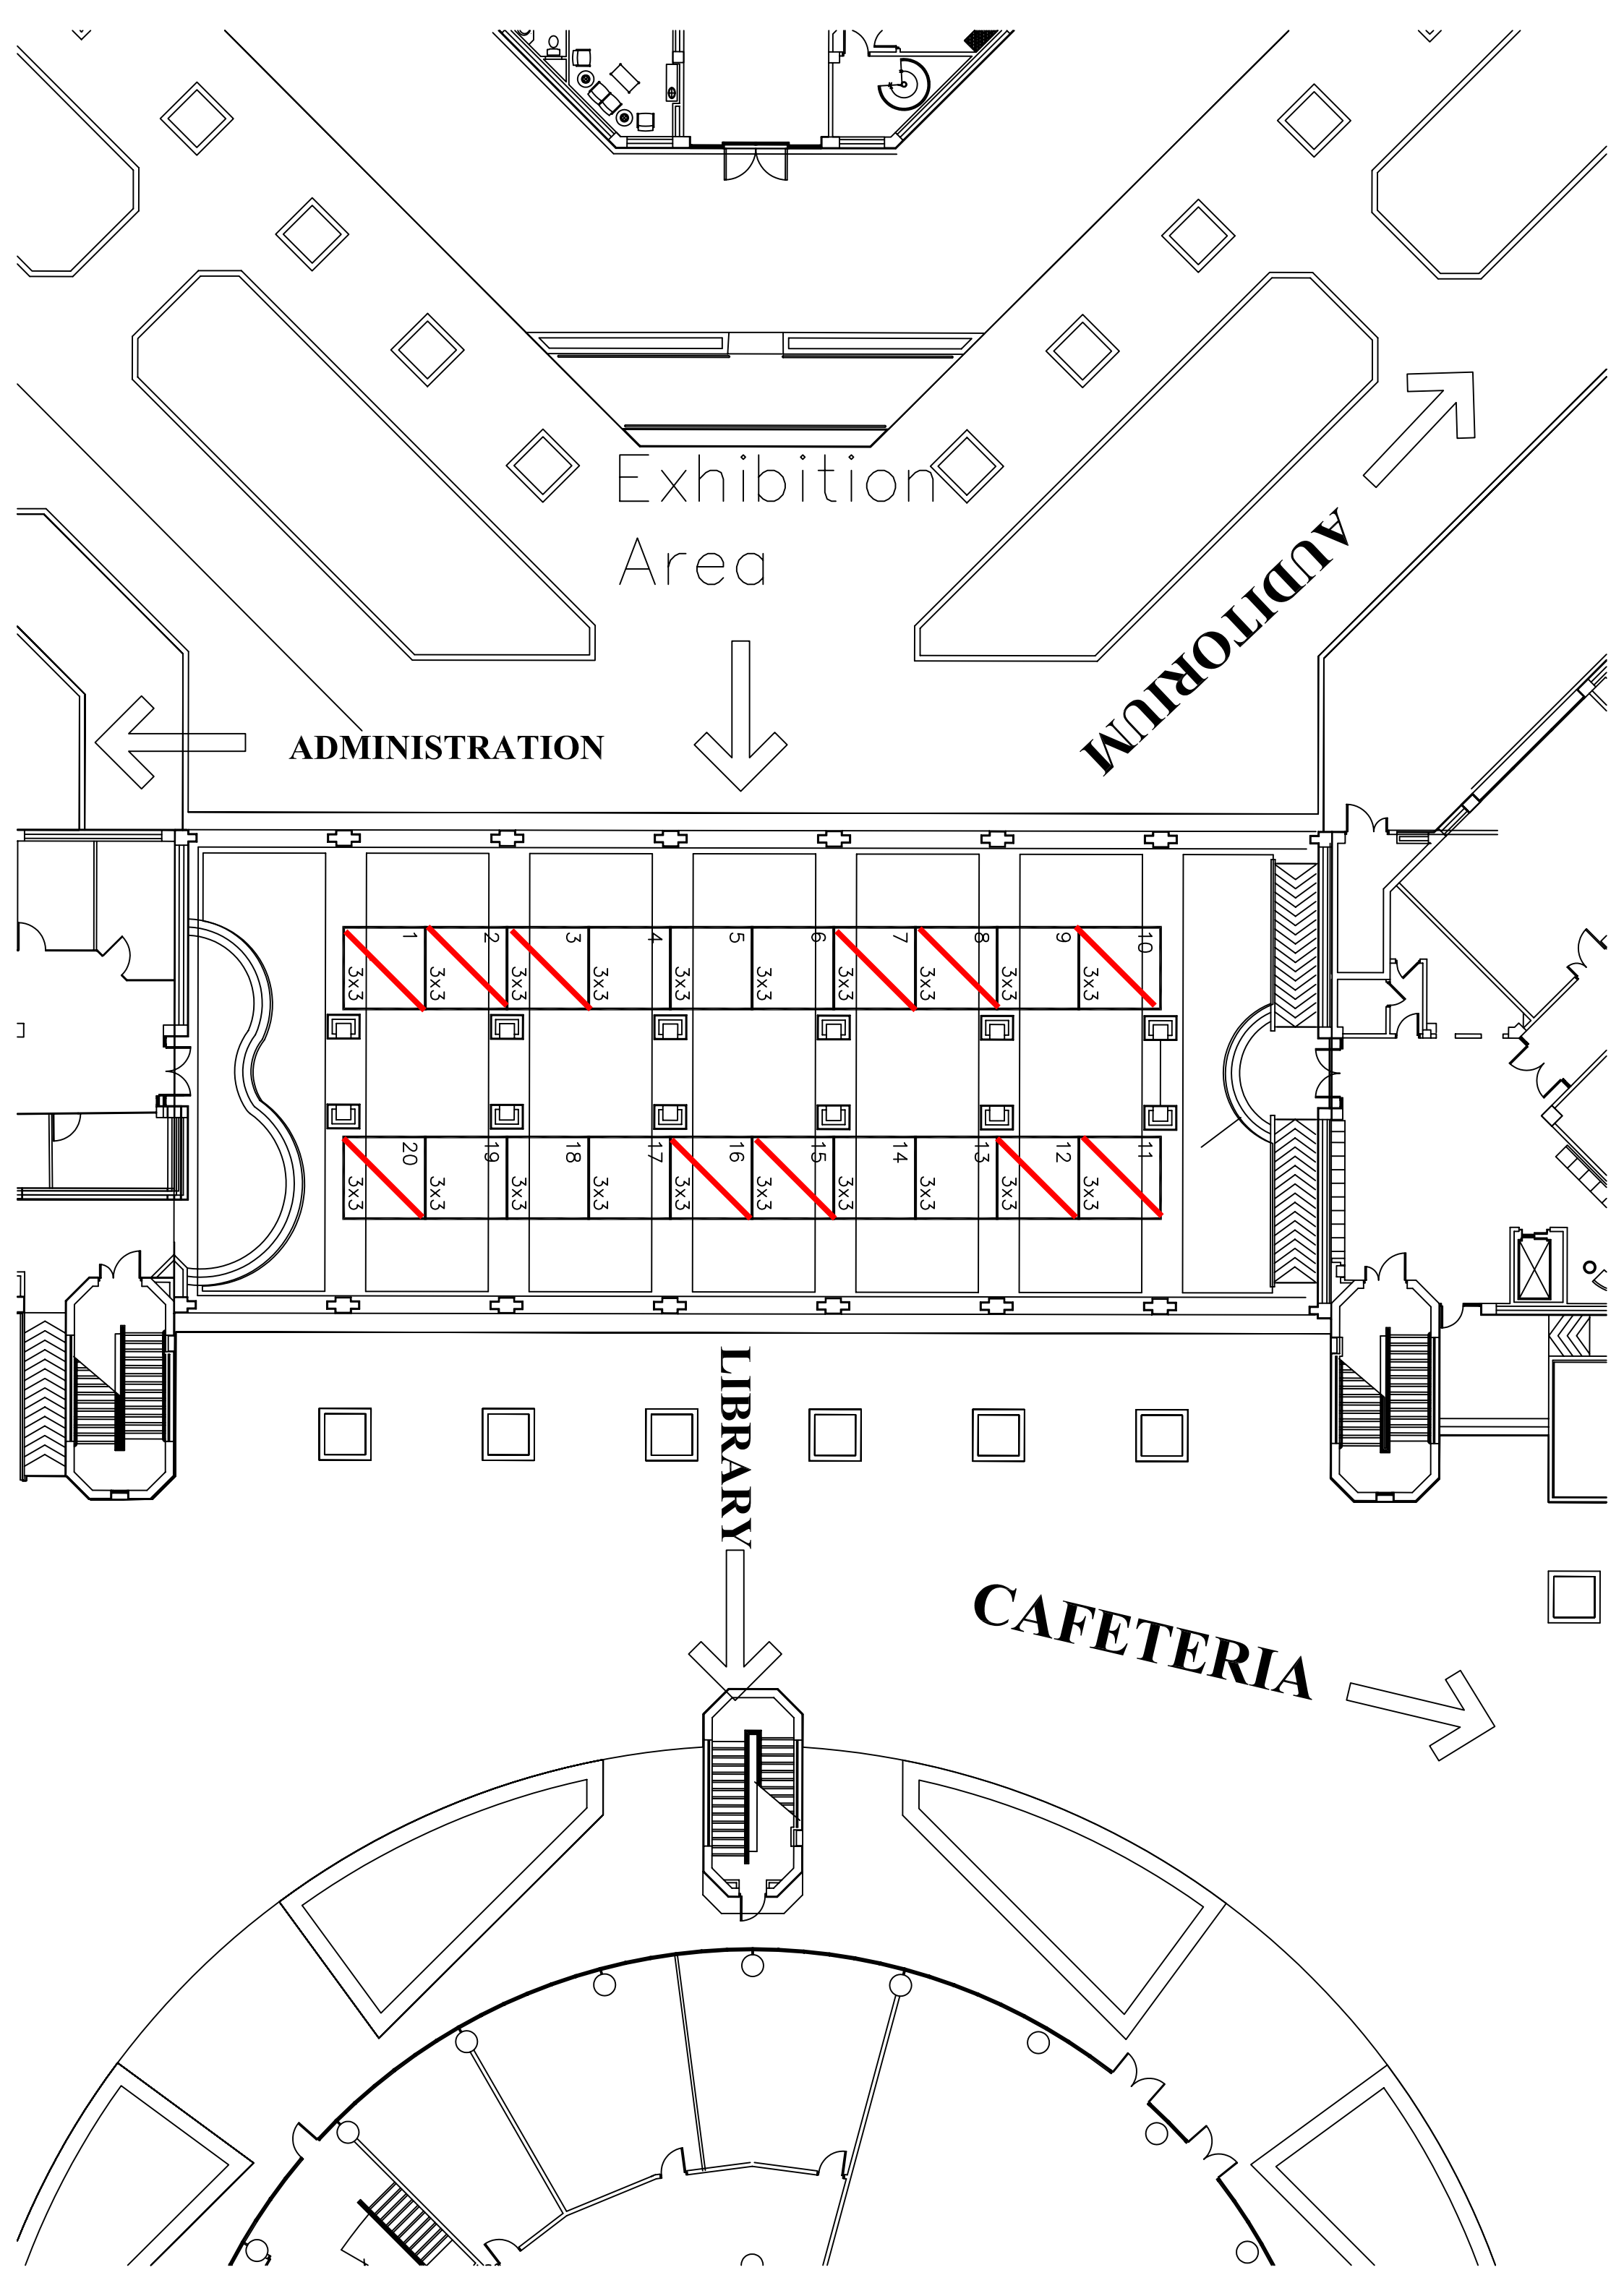 Exhibition
Area
AUDITORIUM
ADMINISTRATION
1 2 3 4 5 6 7 8 9 10
3x3 3x3 3x3 3x3 3x3 3x3 3x3 3x3 3x3 3x3
20 19 18 17 16 15 14 13 12 11
3x3 3x3 3x3 3x3 3x3 3x3 3x3 3x3 3x3 3x3
LIBRARY
CAFETERIA